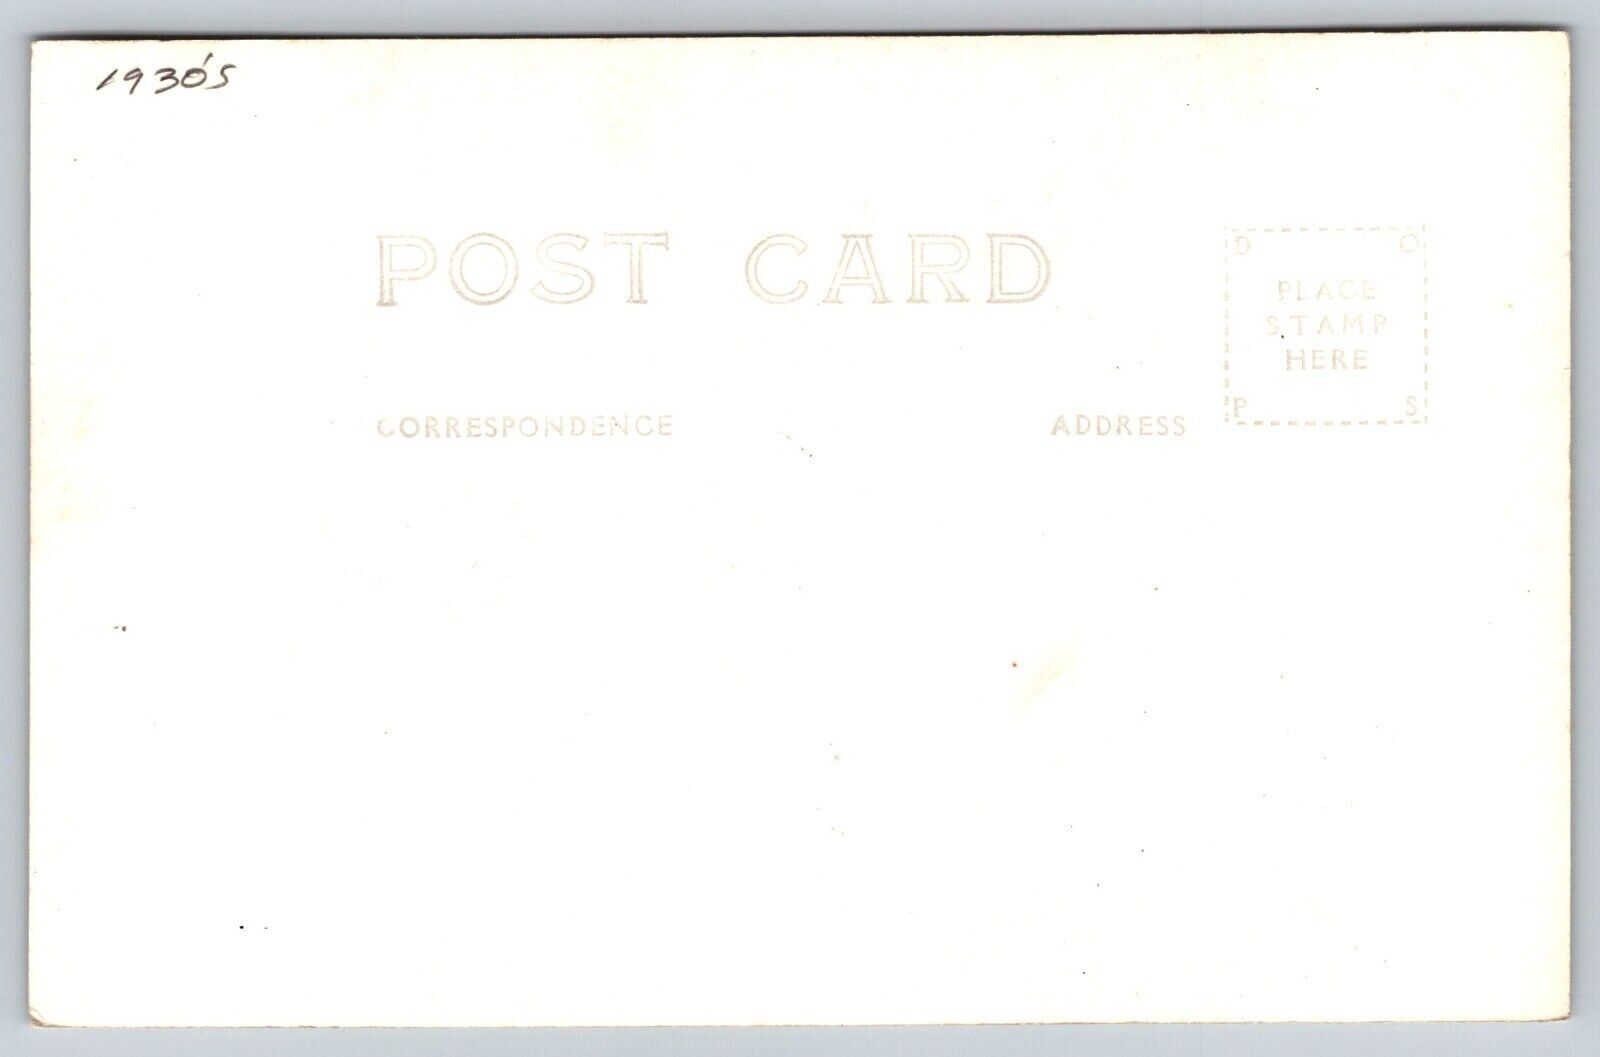 1930's
POST CARD
D O
PLACE
STAMP
HERE
P S
CORRESPONDENCE
ADDRESS